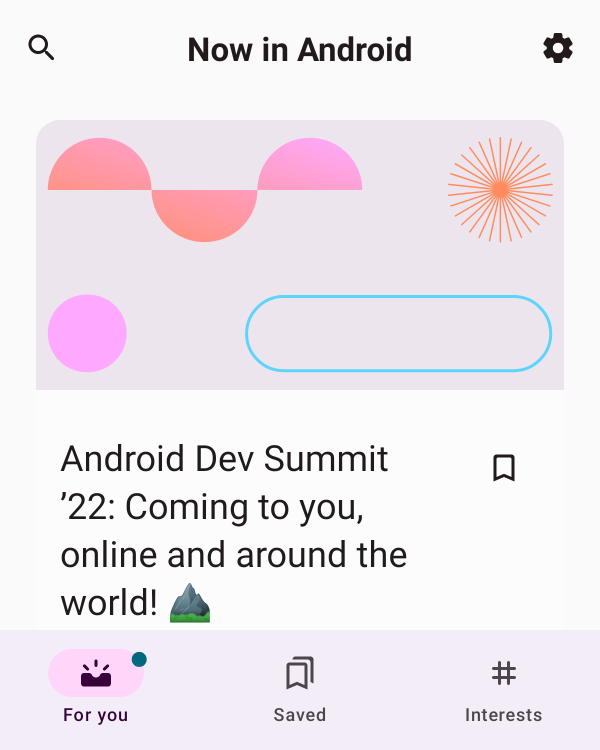 Now in Android
Android Dev Summit
’22: Coming to you,
online and around the
world! ⛰️
For you
Saved
Interests